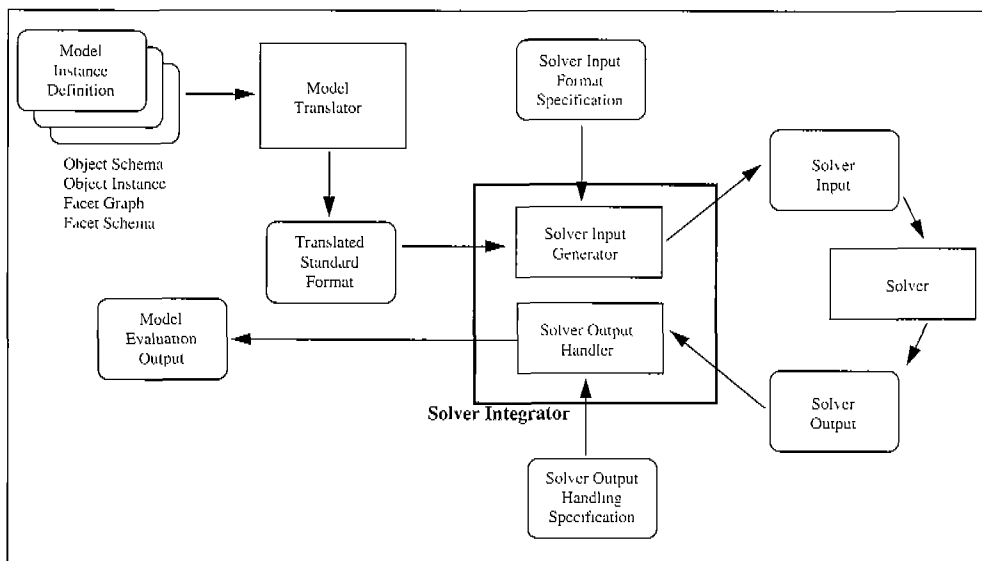 Model
Instance
Definition
Object Schema
Object Instance
Facet Graph
Facet Schema
Model
Translator
Solver Input
Format
Specification
Translated
Standard
Format
Solver Input
Generator
Solver
Input
Solver
Solver
Output
Solver Output
Handler
Model
Evaluation
Output
Solver Integrator
Solver Output
Handling
Specification